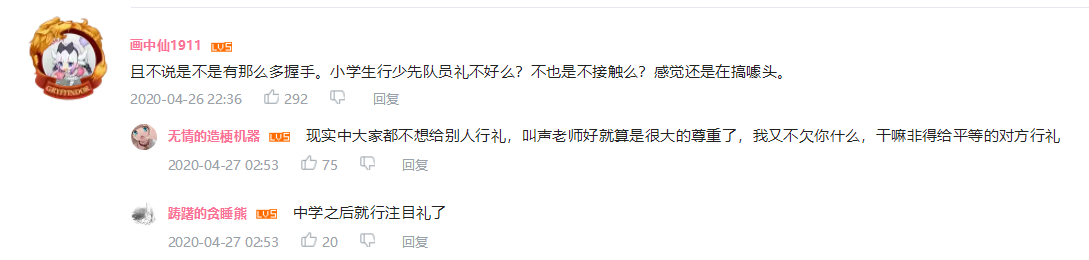 画中仙1911 LV5
且不说是不是有那么多握手。小学生行少先队员礼不好么？不也是不接触么？感觉还是在搞噱头。
2020-04-26 22:36 292 回复
GRYFFINDOR
无情的造梗机器 LV5 现实中大家都不想给别人行礼，叫声老师好就算是很大的尊重了，我又不欠你什么，干嘛非得给平等的对方行礼
2020-04-27 02:53 75 回复
踌躇的贪睡熊 LV5 中学之后就行注目礼了
2020-04-27 02:53 20 回复